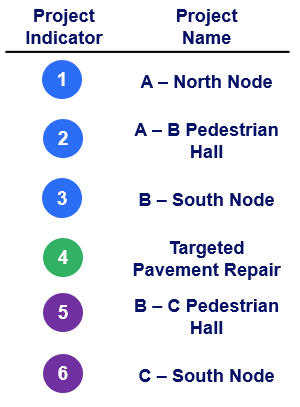 Project Project
Indicator Name
1 A – North Node
2 A – B Pedestrian
Hall
3 B – South Node
4 Targeted
Pavement Repair
5 B – C Pedestrian
Hall
6 C – South Node